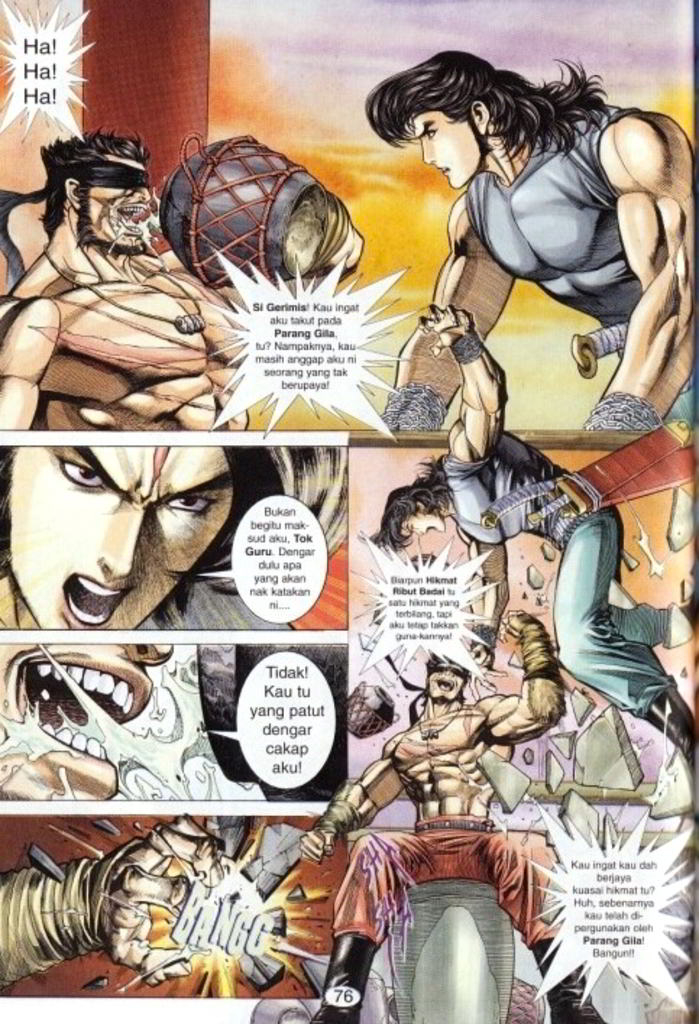 Ha!
Ha!
Ha!
Si Gerimis! Kau ingat
aku takut pada
Parang Gila,
tu? Nampaknya, kau
masih anggap aku ni
seorang yang tak
berupaya!
Bukan
begitu mak-
sud aku, Tok
Guru. Dengar
dulu apa
yang akan
nak katakan
ni....
Tidak!
Kau tu
yang patut
dengar
cakap
aku!
BANGG
Biarpun Hikmat
Ribut Badai tu
satu hikmat yang
terbilang, tapi
aku tetap takkan
guna-kannya!
Kau ingat kau dah
berjaya
kuasai hikmat tu?
Huh, sebenarnya
kau telah di-
pergunakan oleh
Parang Gila!
Bangun!!
76